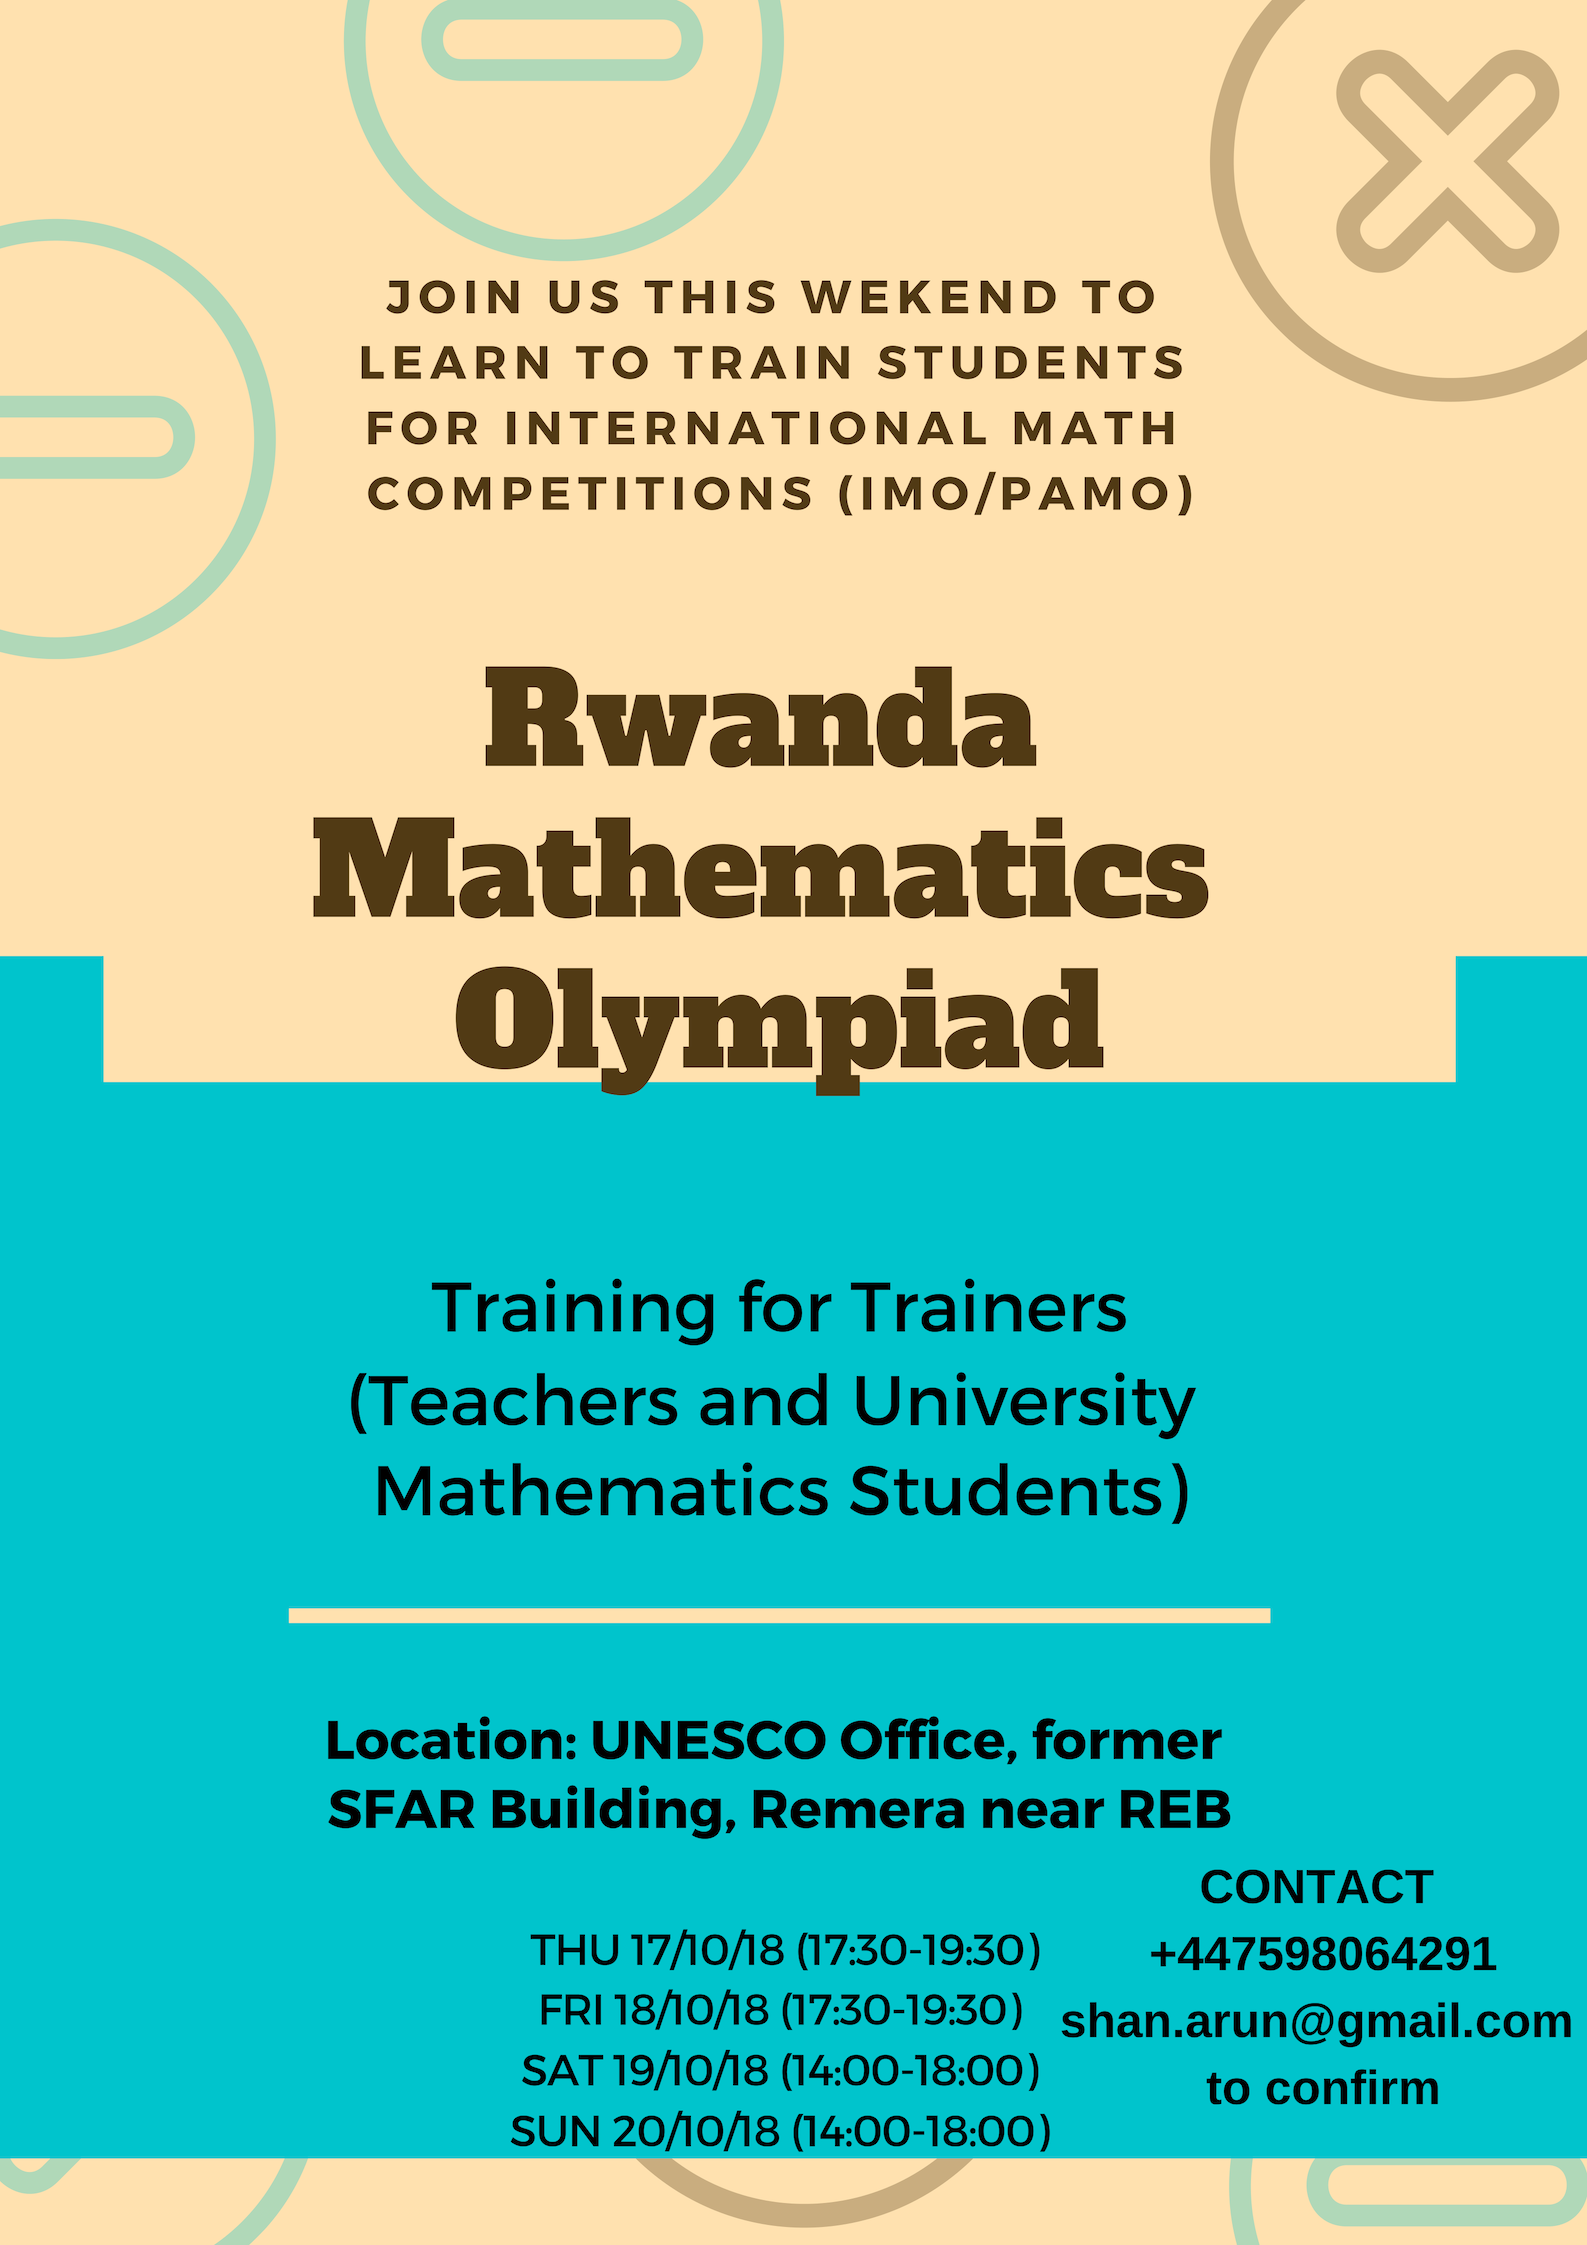 JOIN US THIS WEKEND TO
LEARN TO TRAIN STUDENTS
FOR INTERNATIONAL MATH
COMPETITIONS (IMO/PAMO)
Rwanda
Mathematics
Olympiad
Training for Trainers
(Teachers and University
Mathematics Students)
Location: UNESCO Office, former
SFAR Building, Remera near REB
THU 17/10/18 (17:30-19:30)
FRI 18/10/18 (17:30-19:30)
SAT 19/10/18 (14:00-18:00)
SUN 20/10/18 (14:00-18:00)
CONTACT
+447598064291
shan.arun@gmail.com
to confirm